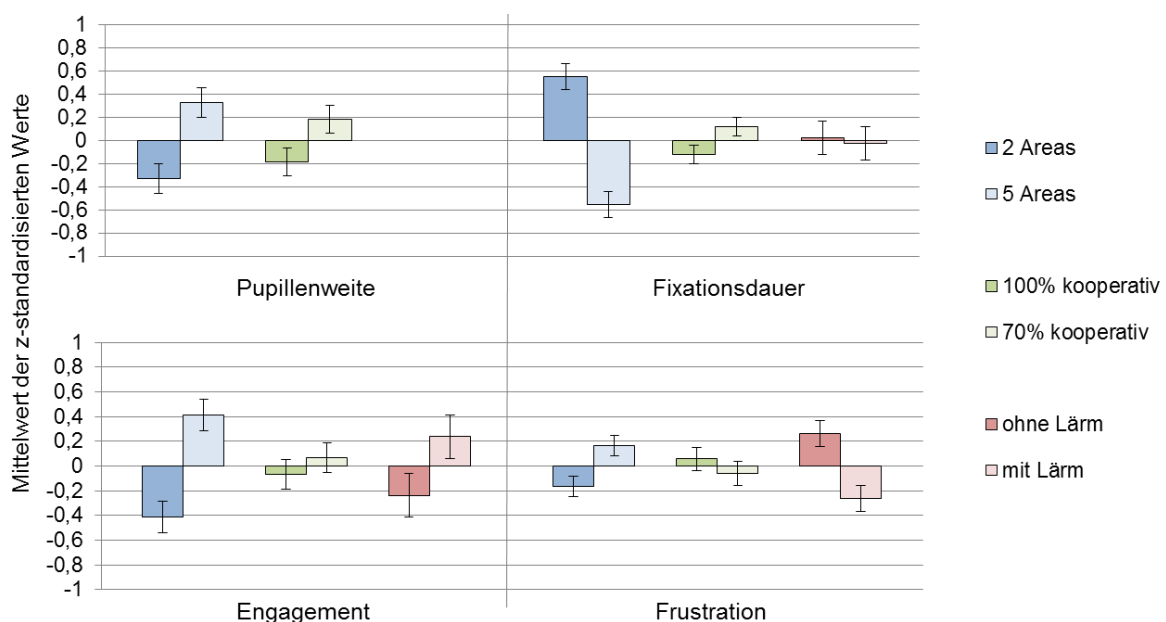 Mittelwert der z-standardisierten Werte
1
0,8
0,6
0,4
0,2
0
-0,2
-0,4
-0,6
-0,8
-1
Pupillenweite
Fixationsdauer
1
0,8
0,6
0,4
0,2
0
-0,2
-0,4
-0,6
-0,8
-1
Engagement
Frustration
2 Areas
5 Areas
100% kooperativ
70% kooperativ
ohne Lärm
mit Lärm